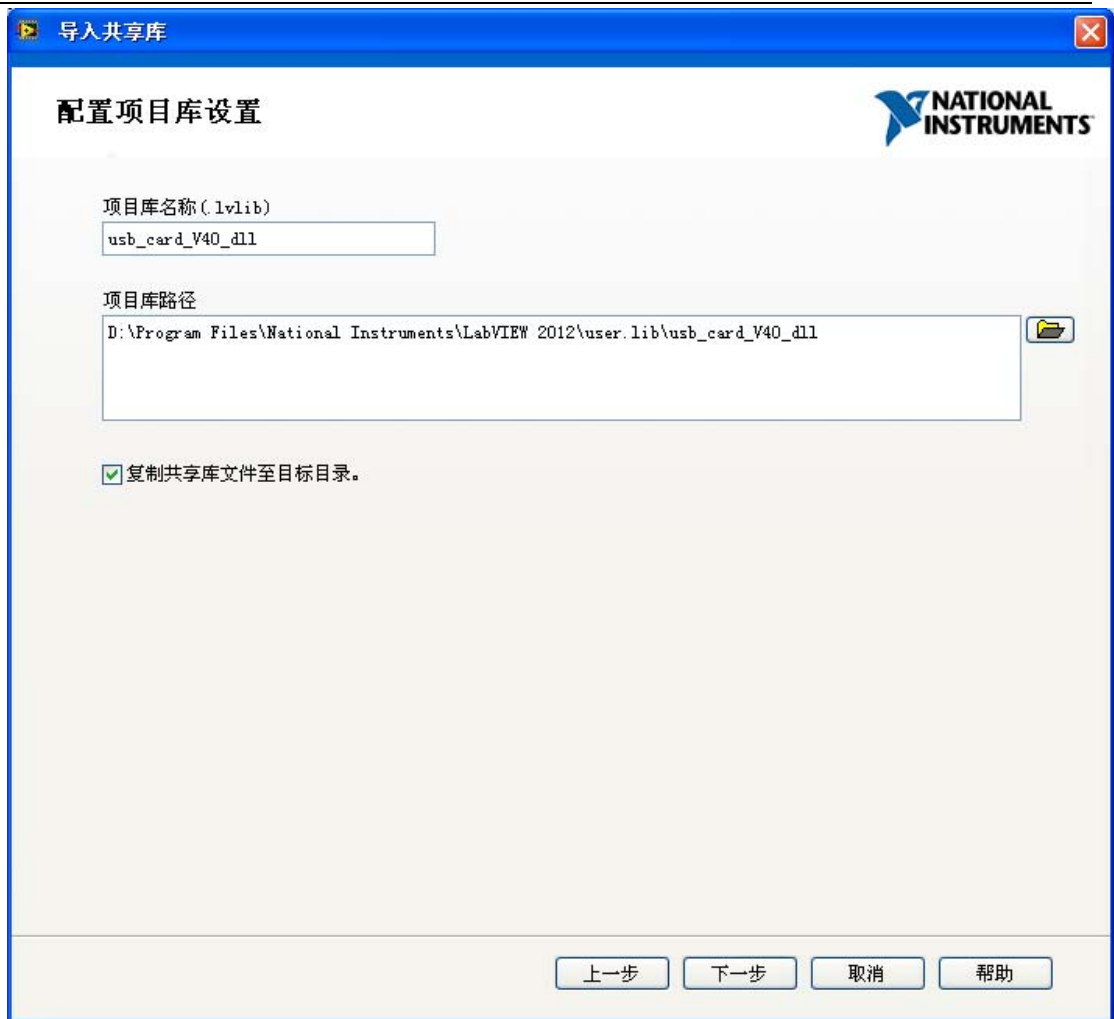 导入共享库
配置项目库设置
NATIONAL
INSTRUMENTS
项目库名称(.lvlib)
usb_card_V40_dll
项目库路径
D:\Program Files\National Instruments\LabVIEW 2012\user.lib\usb_card_V40_dll
复制共享库文件至目标目录。
上一步 下一步 取消 帮助